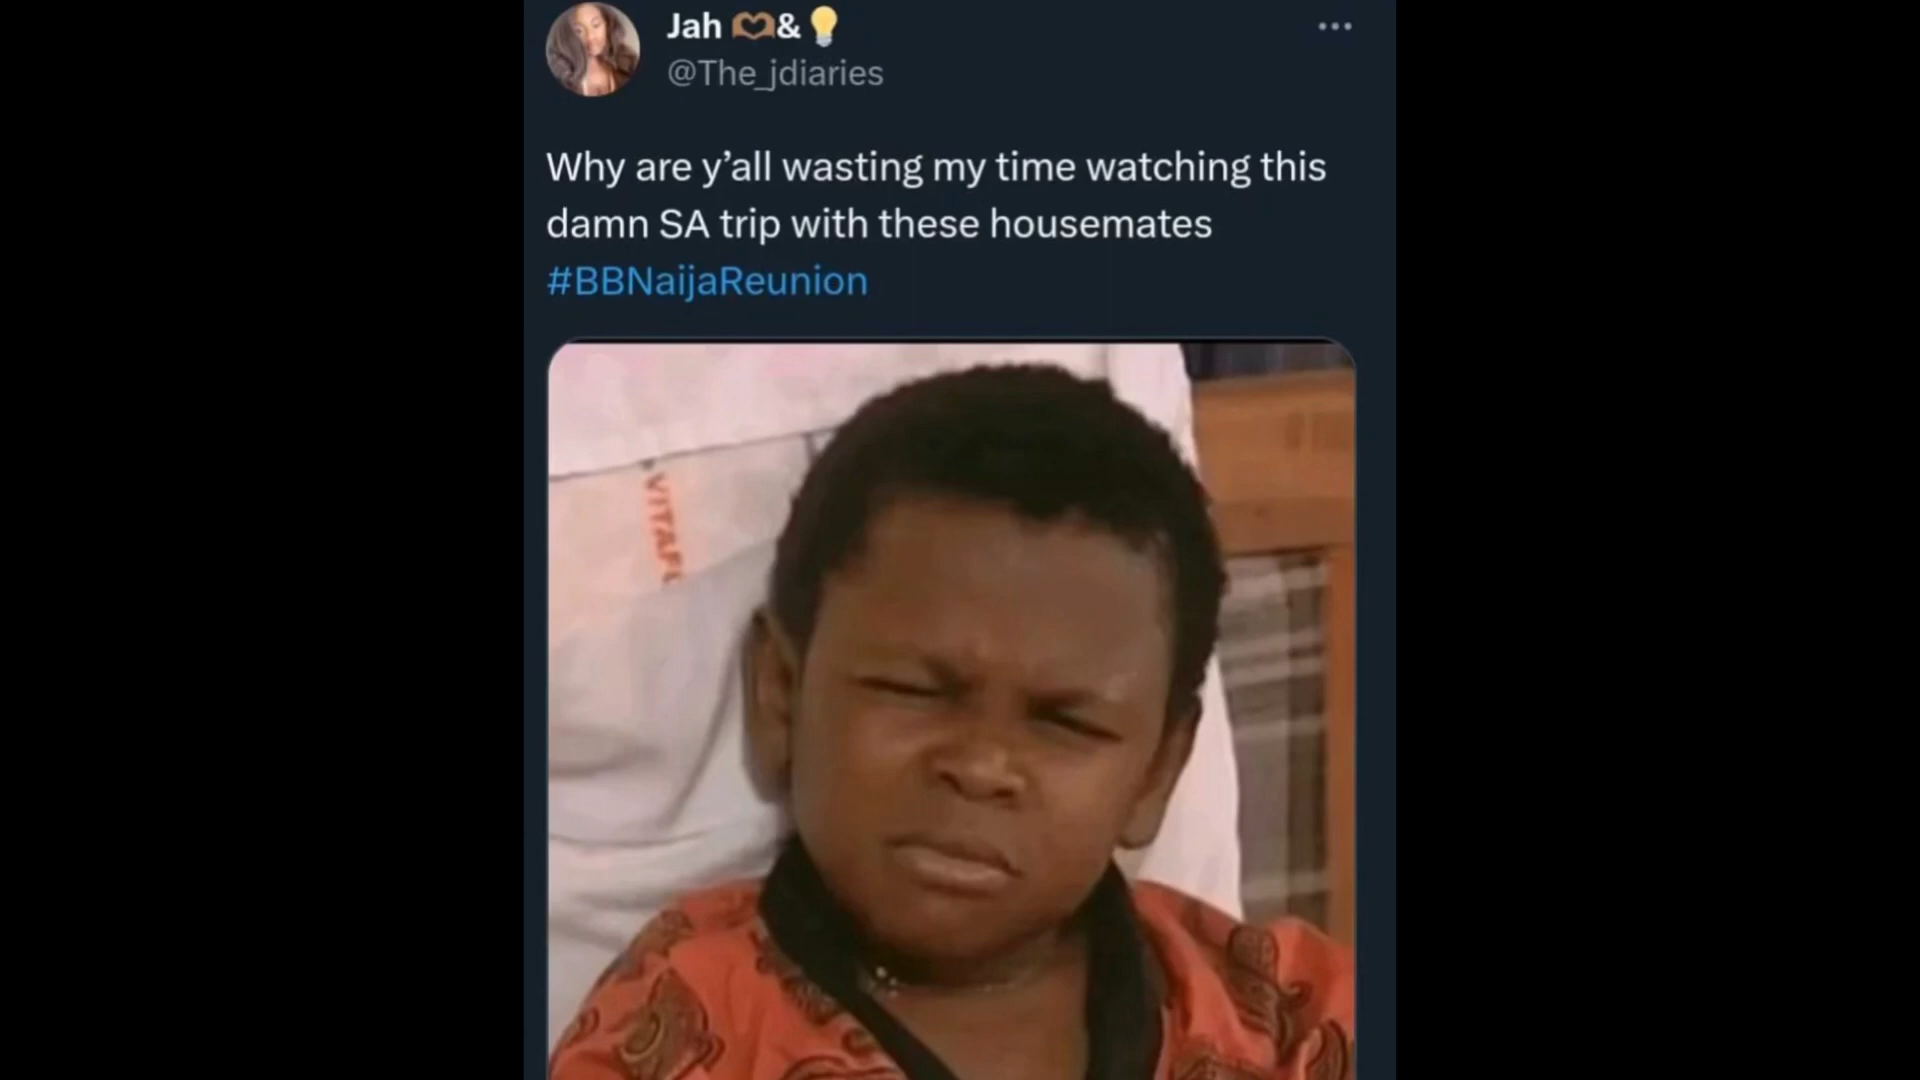 Jah 🫶🏾&💡
@The_jdiaries
Why are y’all wasting my time watching this
damn SA trip with these housemates
#BBNaijaReunion